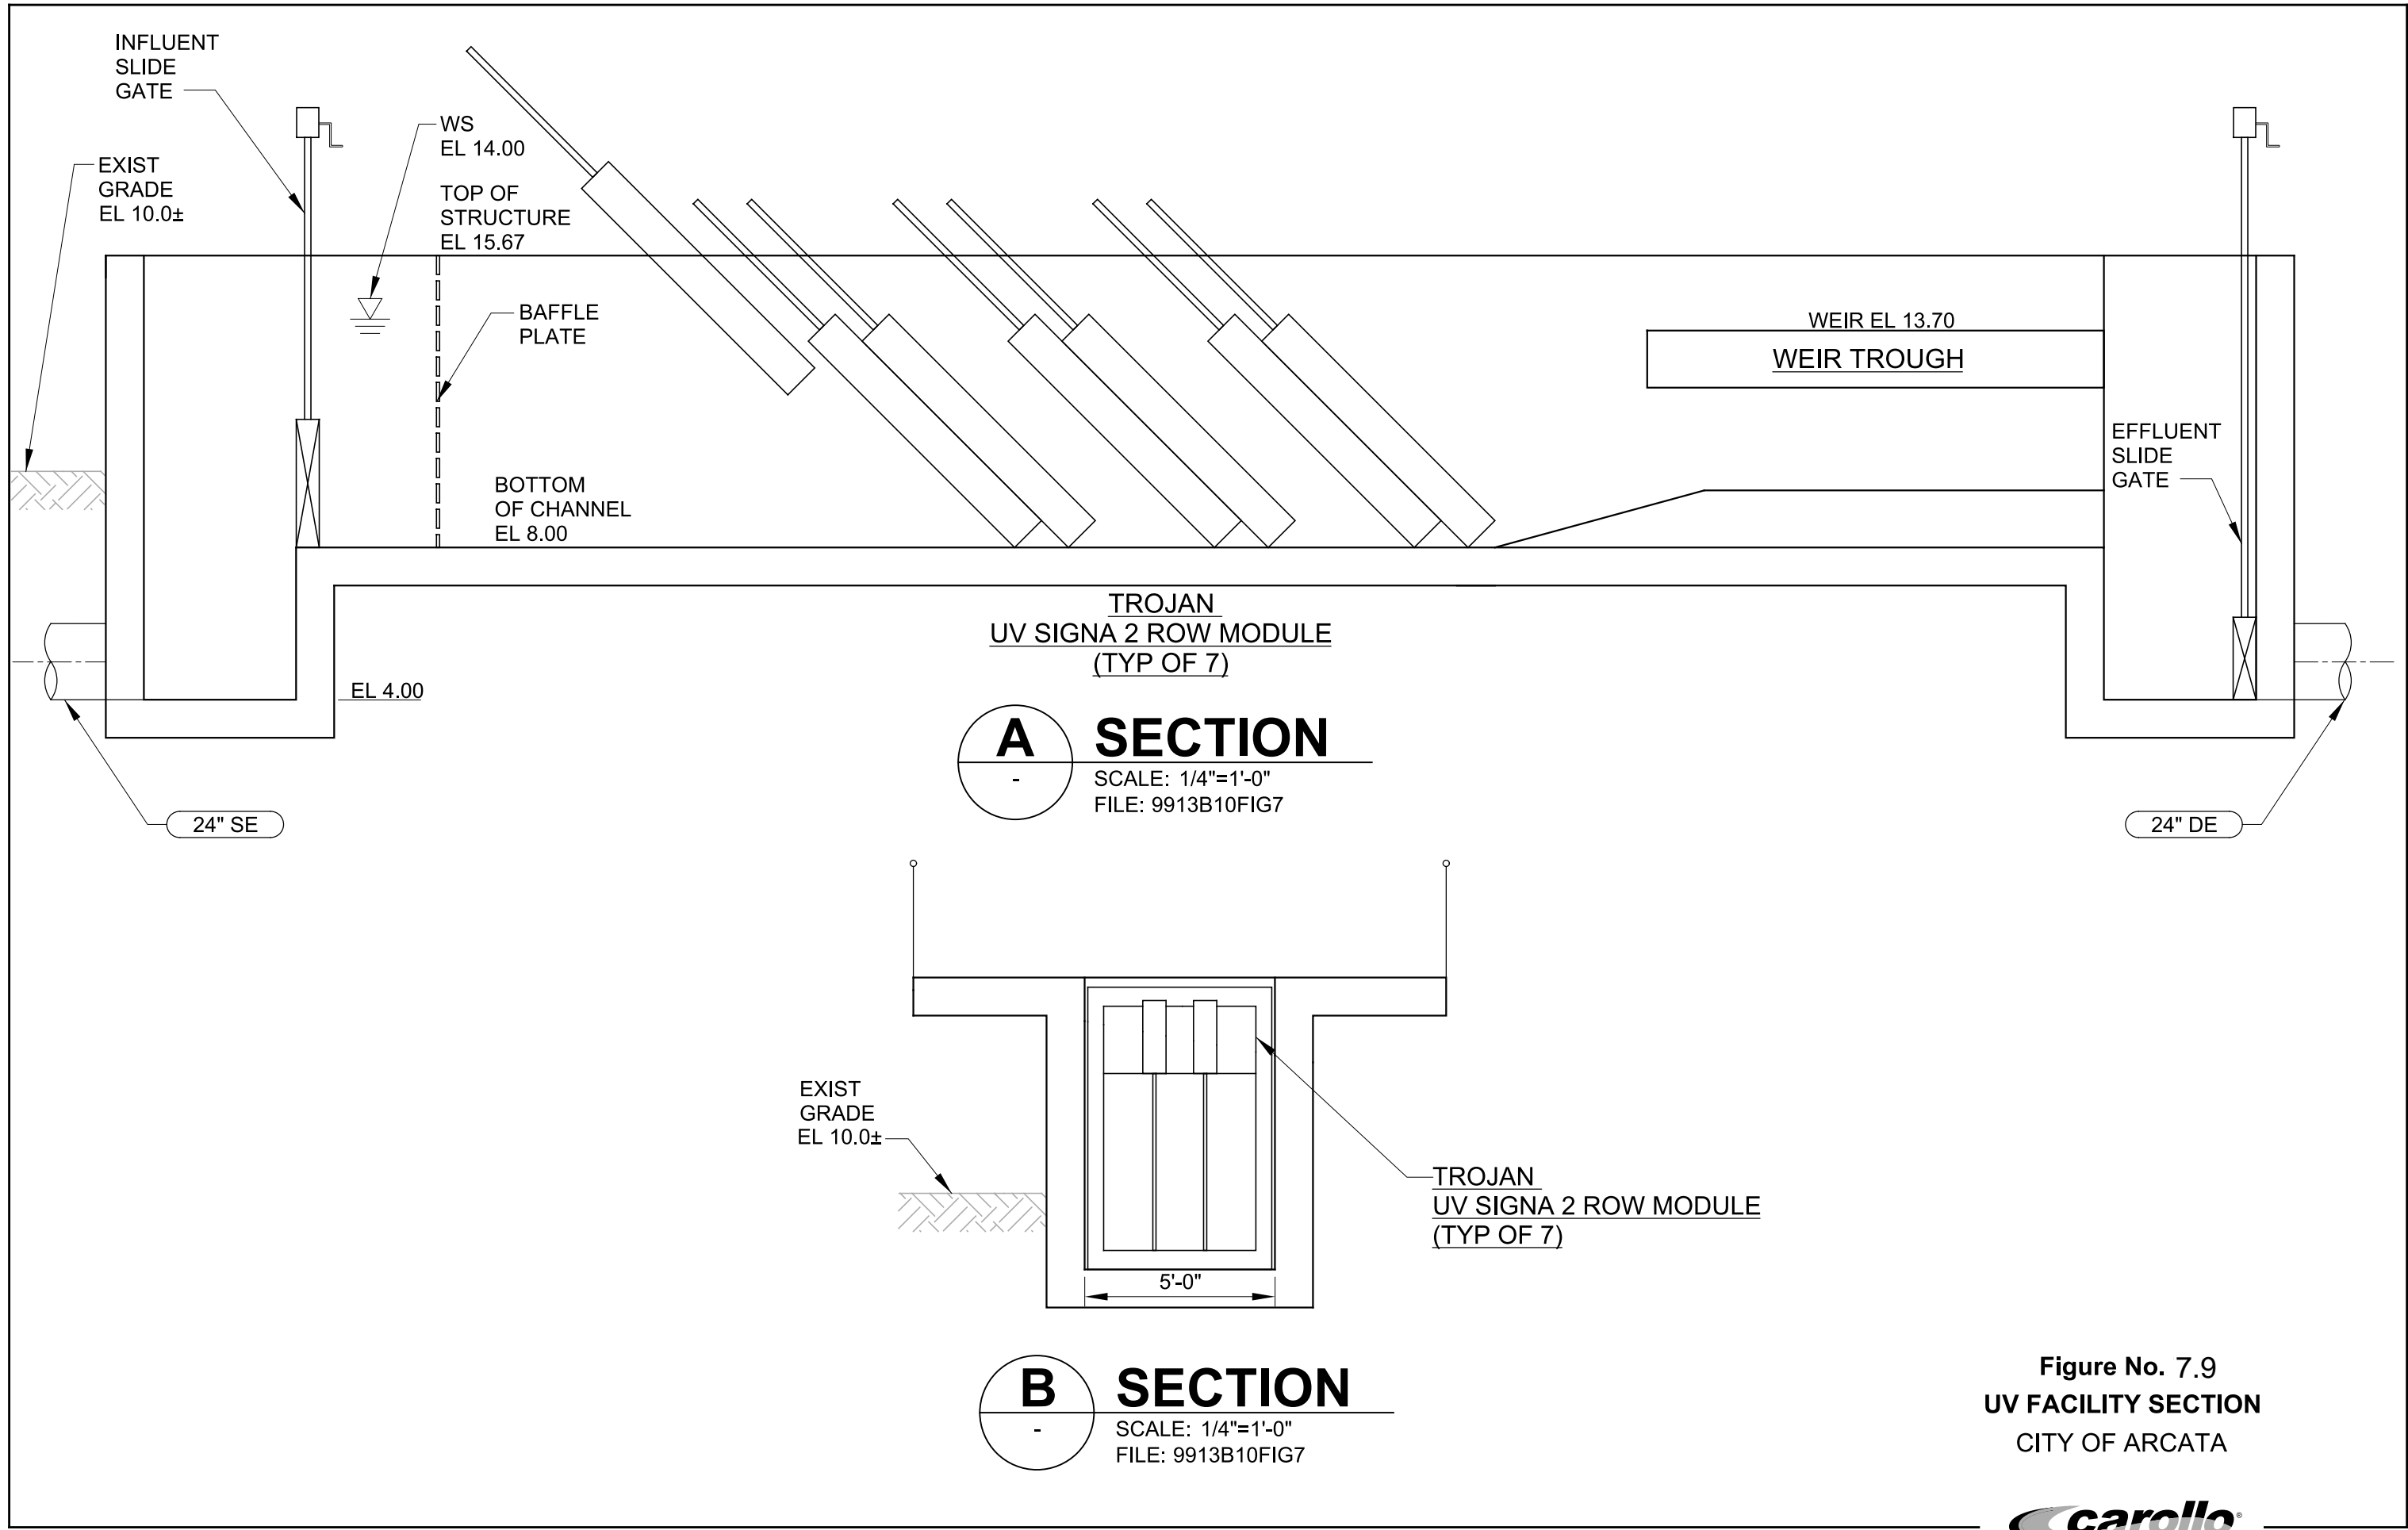 INFLUENT
SLIDE
GATE
EXIST
GRADE
EL 10.0±
WS
EL 14.00
TOP OF
STRUCTURE
EL 15.67
BAFFLE
PLATE
BOTTOM
OF CHANNEL
EL 8.00
WEIR EL 13.70
WEIR TROUGH
EFFLUENT
SLIDE
GATE
EL 4.00
24" SE
24" DE
TROJAN
UV SIGNA 2 ROW MODULE
(TYP OF 7)
A
-
SECTION
SCALE: 1/4"=1'-0"
FILE: 9913B10FIG7
EXIST
GRADE
EL 10.0±
5'-0"
TROJAN
UV SIGNA 2 ROW MODULE
(TYP OF 7)
B
-
SECTION
SCALE: 1/4"=1'-0"
FILE: 9913B10FIG7
Figure No. 7.9
UV FACILITY SECTION
CITY OF ARCATA
carollo®